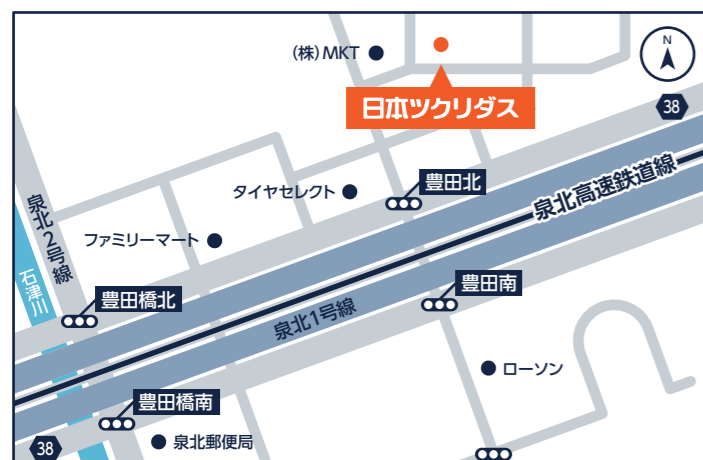 N
(株)MKT
38
日本ツクリダス
豊田北
タイヤセレクト
泉北高速鉄道線
泉北2号線
ファミリーマート
石津川
豊田橋北
豊田南
泉北1号線
ローソン
豊田橋南
38
泉北郵便局